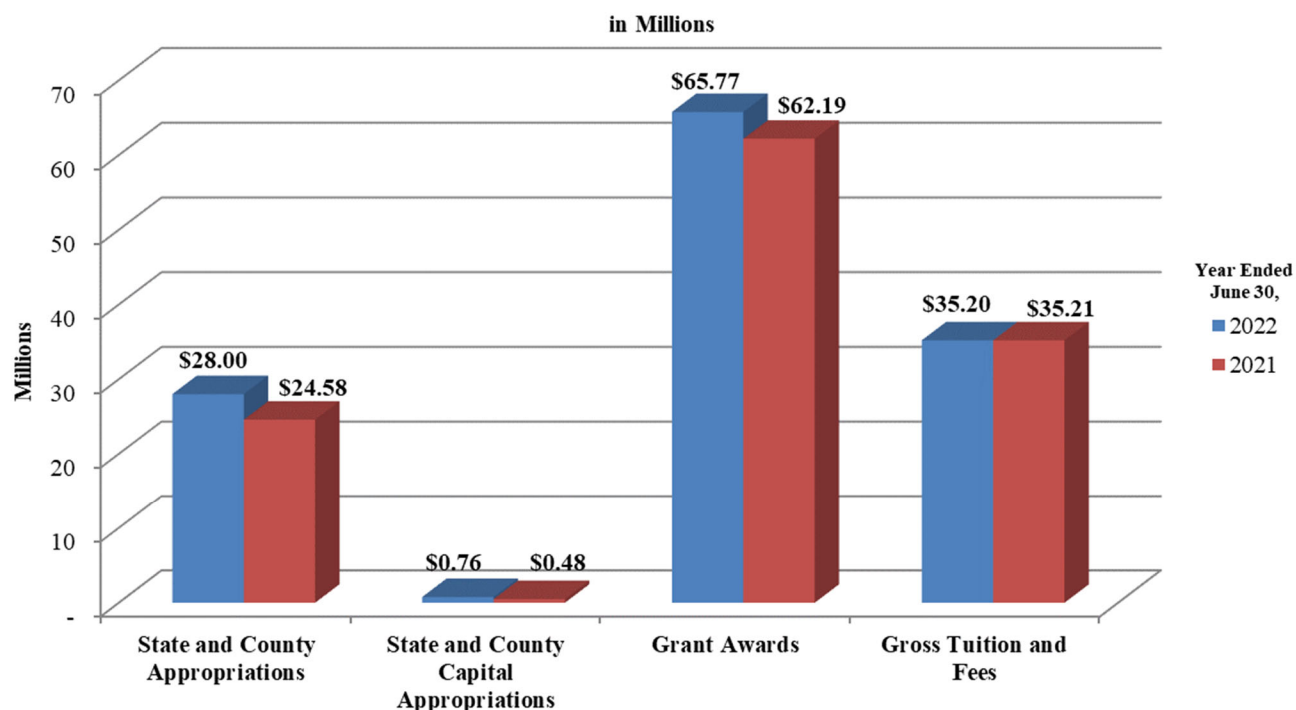 in Millions
70
60
50
40
30
20
10
-
Millions
$28.00
$24.58
$0.76
$0.48
$65.77
$62.19
$35.20
$35.21
State and County
Appropriations
State and County
Capital
Appropriations
Grant Awards
Gross Tuition and
Fees
Year Ended
June 30,
2022
2021